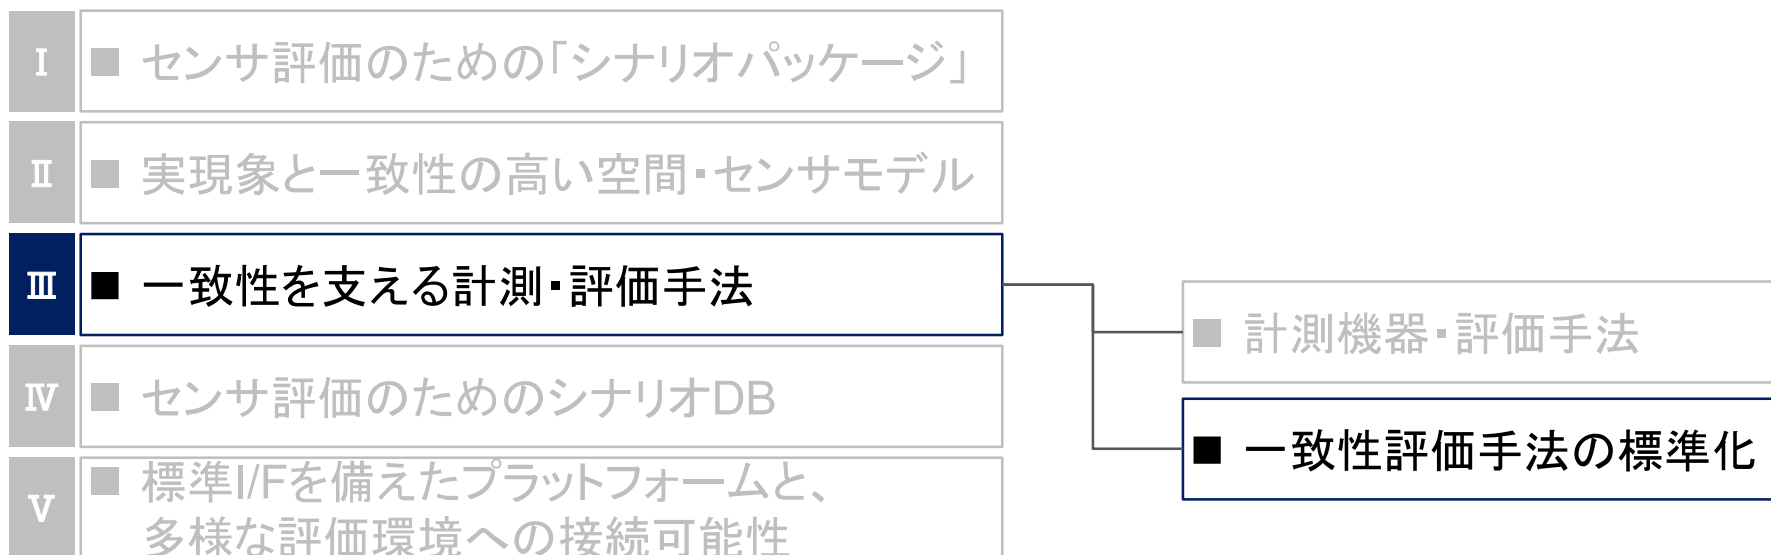 Ⅰ ■ センサ評価のための「シナリオパッケージ」
Ⅱ ■ 実現象と一致性の高い空間・センサモデル
Ⅲ ■ 一致性を支える計測・評価手法
■ 計測機器・評価手法
Ⅳ ■ センサ評価のためのシナリオDB
■ 一致性評価手法の標準化
Ⅴ ■ 標準I/Fを備えたプラットフォームと、
多様な評価環境への接続可能性